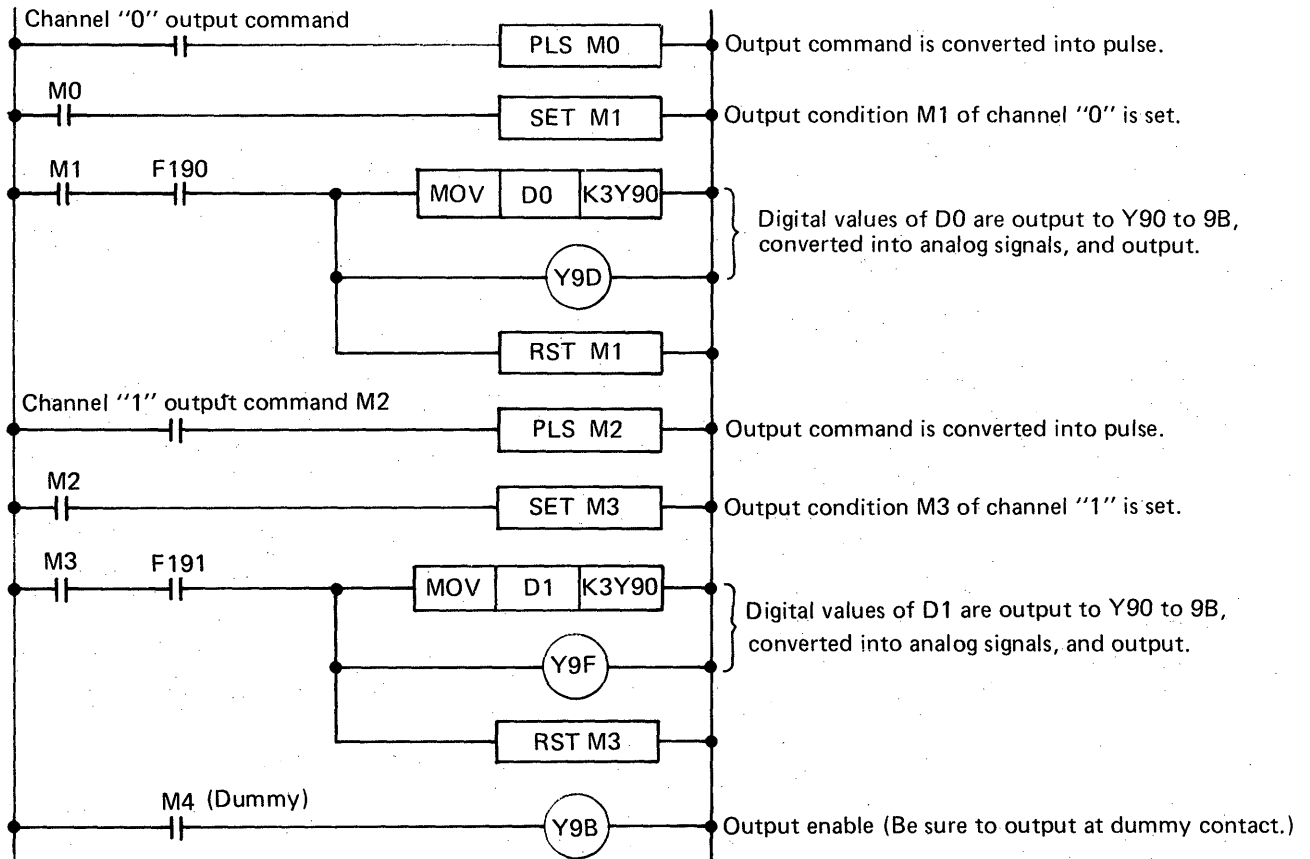 Channel "0" output command
PLS M0
Output command is converted into pulse.
M0
SET M1
Output condition M1 of channel "0" is set.
M1 F190
MOV D0 K3Y90
Digital values of D0 are output to Y90 to 9B,
converted into analog signals, and output.
Y9D
RST M1
Channel "1" output command M2
PLS M2
Output command is converted into pulse.
M2
SET M3
Output condition M3 of channel "1" is set.
M3 F191
MOV D1 K3Y90
Digital values of D1 are output to Y90 to 9B,
converted into analog signals, and output.
Y9F
RST M3
M4 (Dummy)
Y9B
Output enable (Be sure to output at dummy contact.)